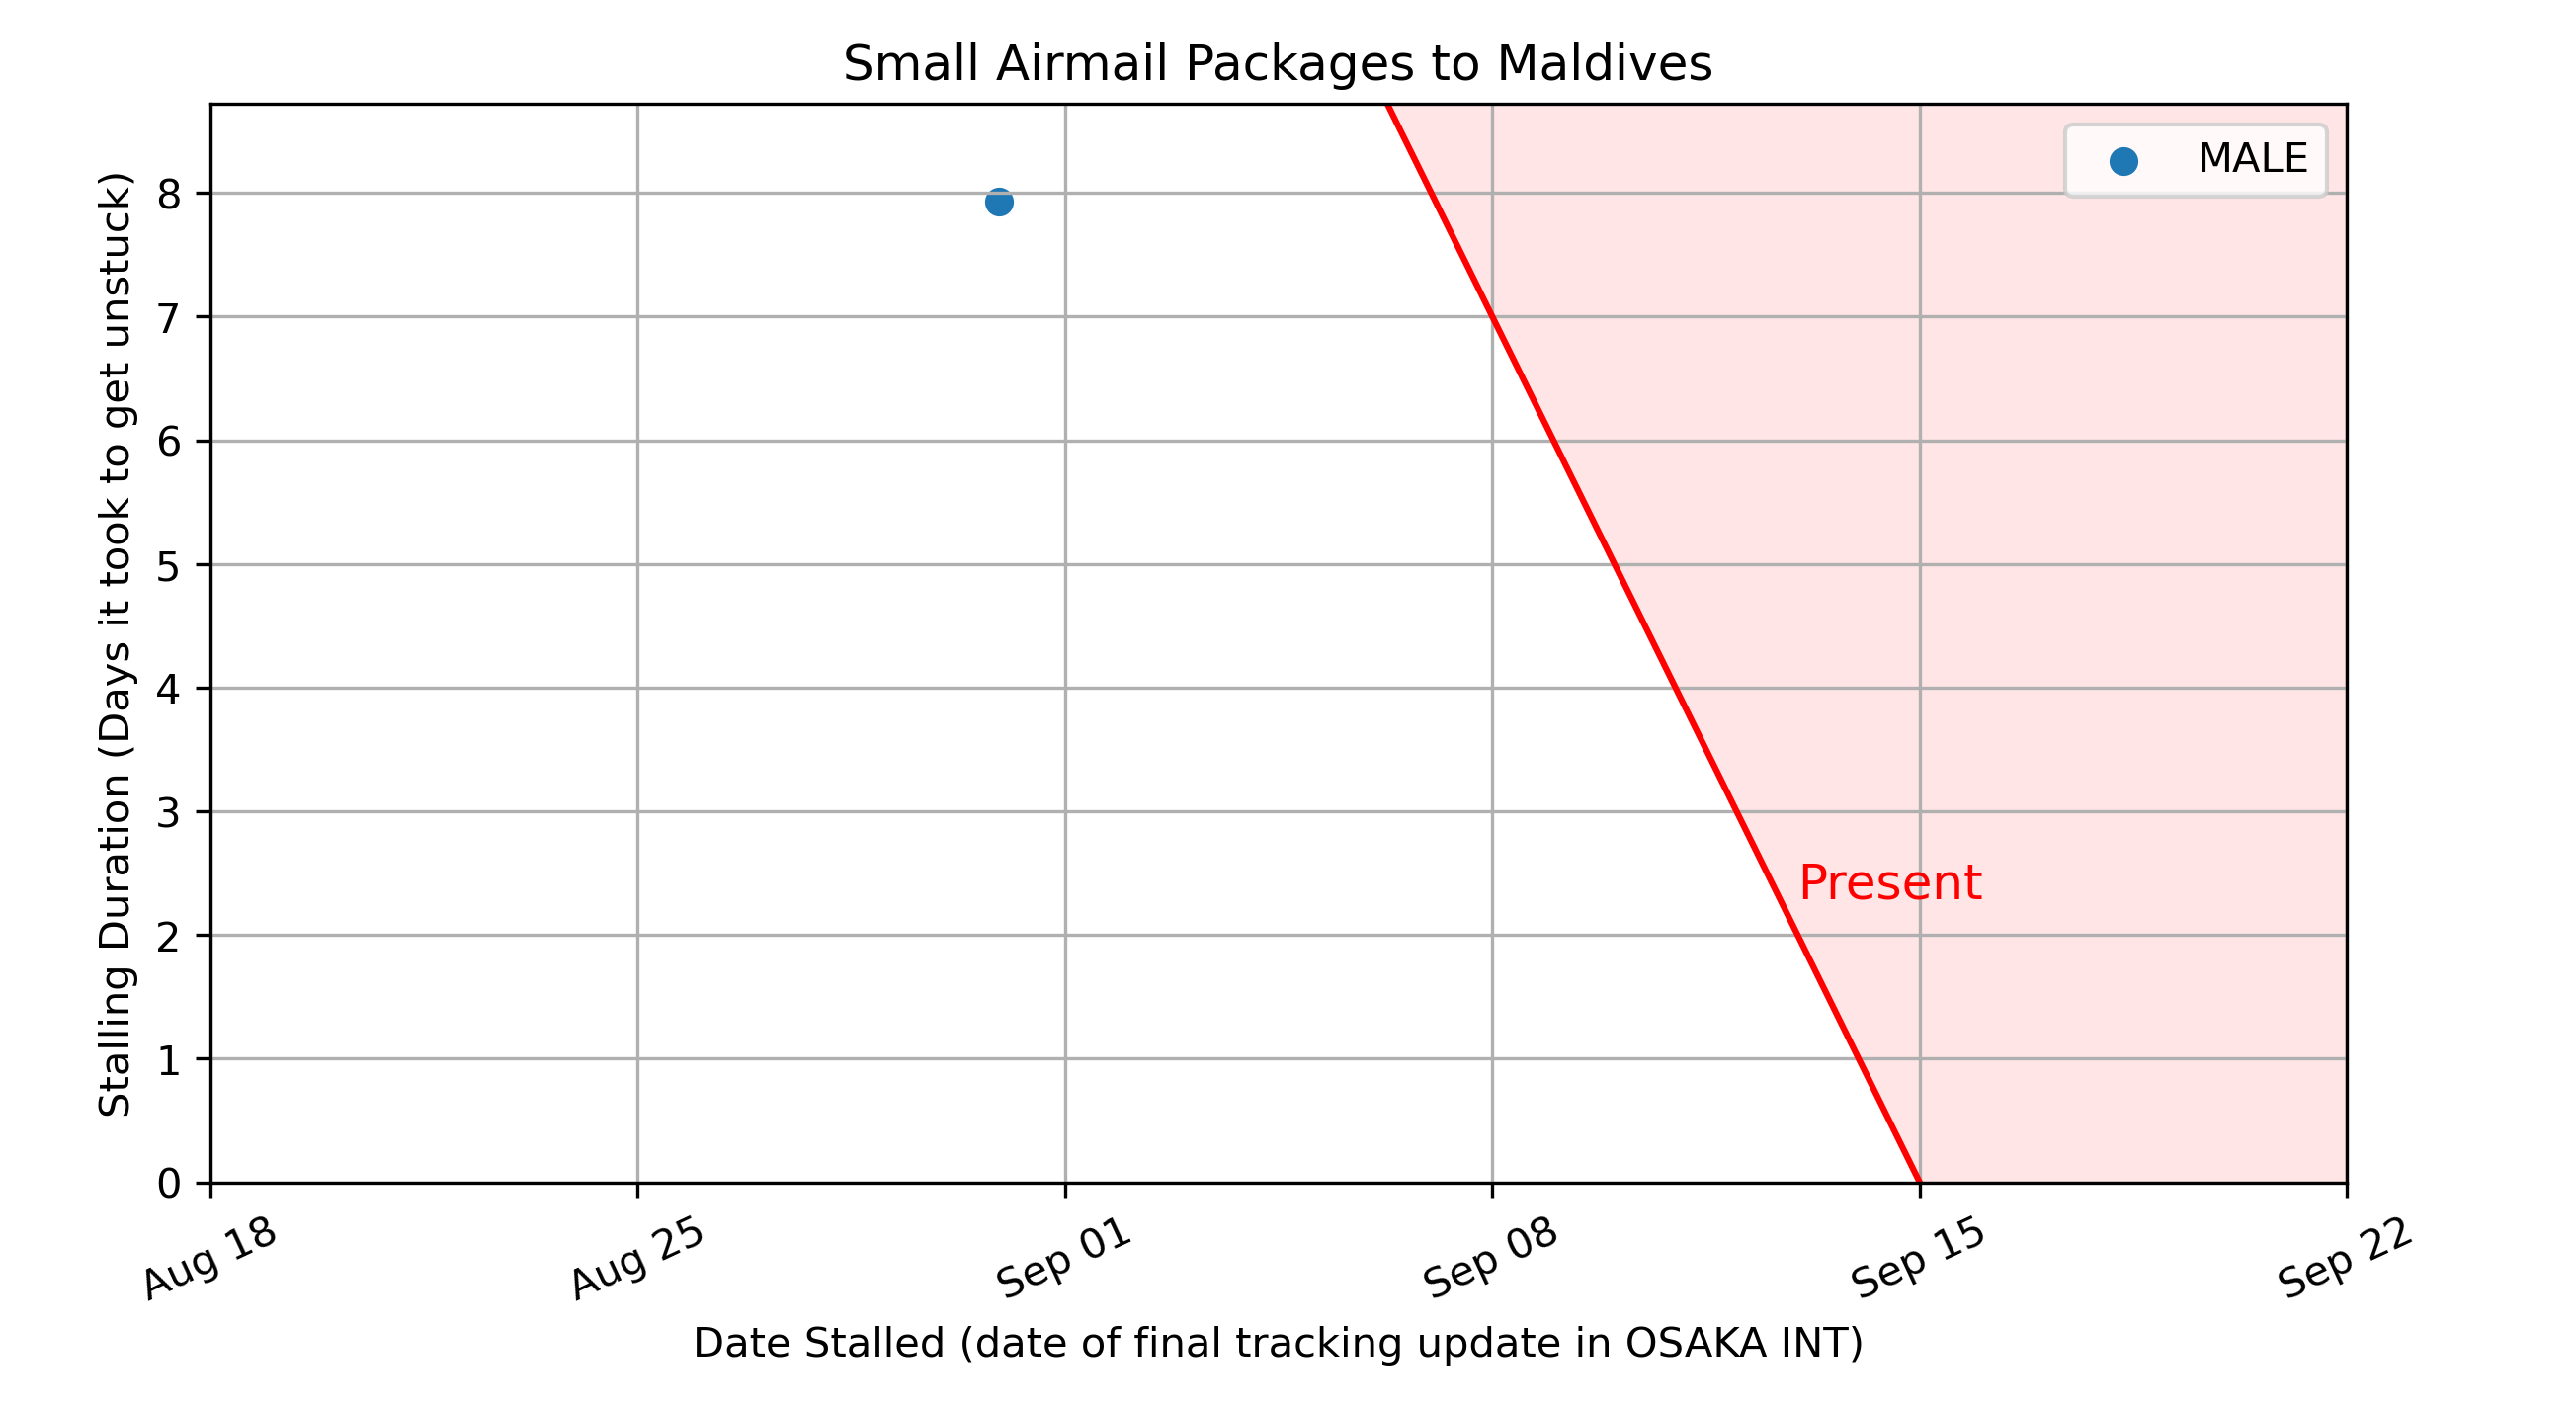 Small Airmail Packages to Maldives
MALE
Stalling Duration (Days it took to get unstuck)
8
7
6
5
4
3
2
1
0
Present
Aug 18
Aug 25
Sep 01
Sep 08
Sep 15
Sep 22
Date Stalled (date of final tracking update in OSAKA INT)